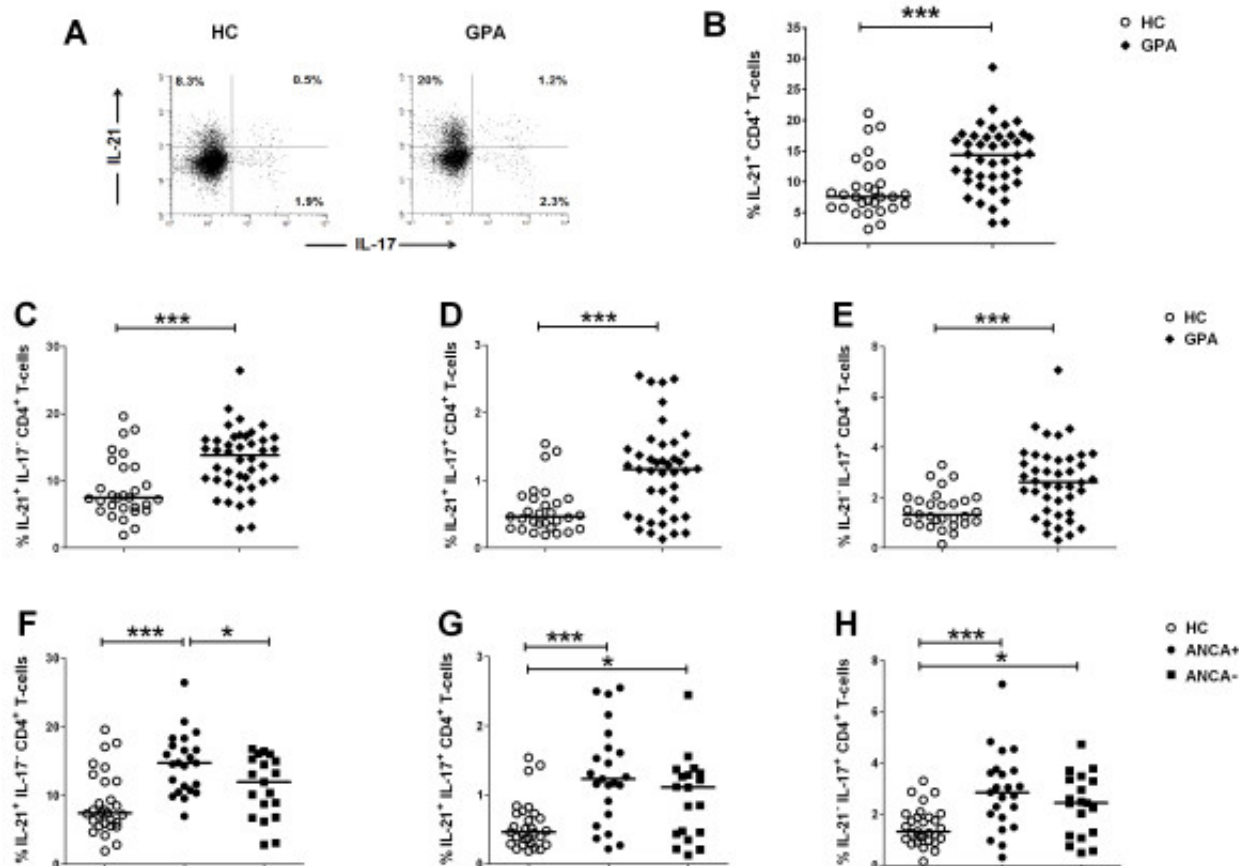 A
HC
GPA
8.3%
0.5%
1.9%
20%
1.2%
2.3%
IL-21
IL-17
B
***
% IL-21+ CD4+ T-cells
35
30
25
20
15
10
5
0
HC
GPA
C
***
% IL-21+ IL-17- CD4+ T-cells
30
20
10
0
D
***
% IL-21+ IL-17+ CD4+ T-cells
3
2
1
0
E
***
% IL-21- IL-17+ CD4+ T-cells
8
6
4
2
0
HC
GPA
F
***
*
% IL-21+ IL-17- CD4+ T-cells
30
20
10
0
G
***
*
% IL-21+ IL-17+ CD4+ T-cells
3
2
1
0
H
***
*
% IL-21- IL-17+ CD4+ T-cells
8
6
4
2
0
HC
ANCA+
ANCA-